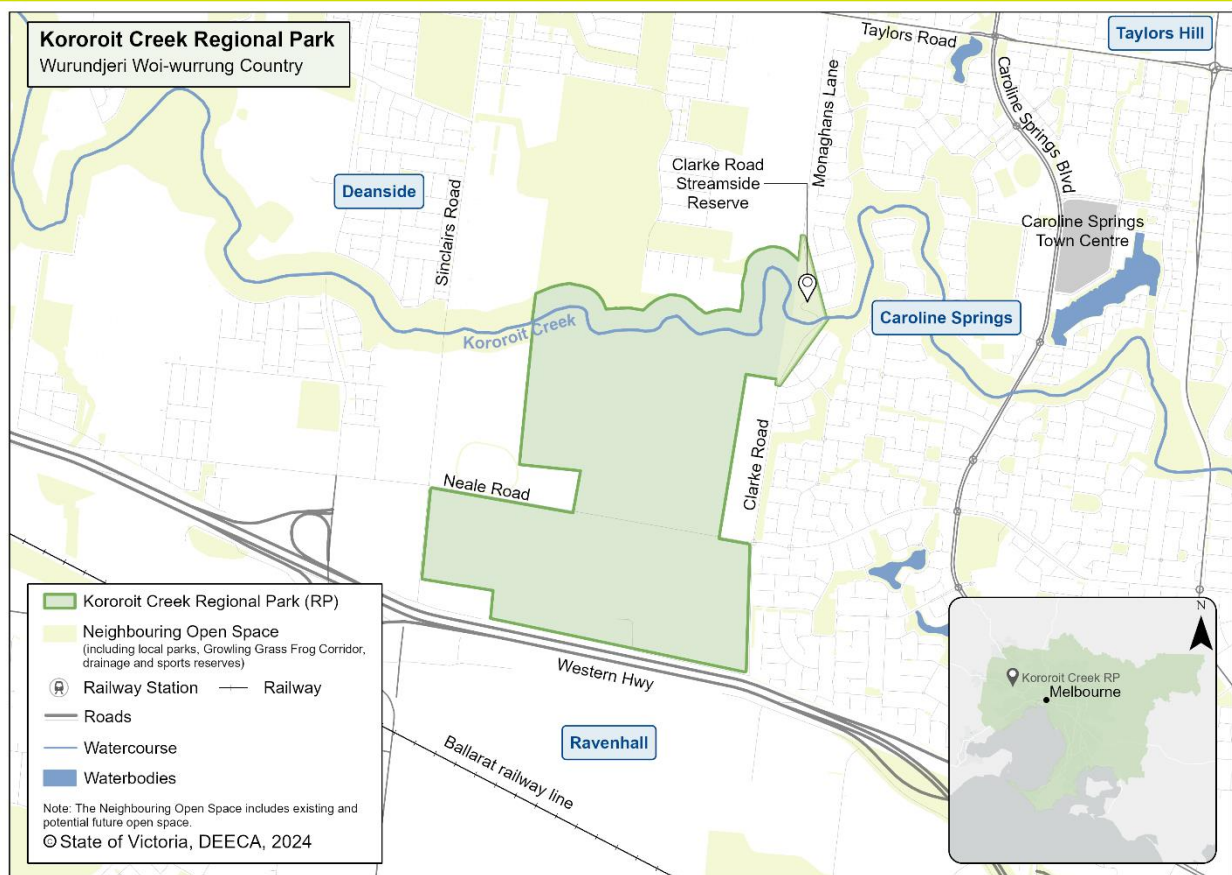 Kororoit Creek Regional Park
Wurundjeri Woi-wurrung Country
Taylors Road
Taylors Hill
Monaghans Lane
Caroline Springs Blvd
Clarke Road
Streamside
Reserve
Deanside
Sinclairs Road
Caroline Springs
Town Centre
Kororoit Creek
Caroline Springs
Clarke Road
Neale Road
Western Hwy
Ravenhall
Ballarat railway line
Kororoit Creek Regional Park (RP)
Neighbouring Open Space
(including local parks, Growling Grass Frog Corridor,
drainage and sports reserves)
Railway Station
Railway
Roads
Watercourse
Waterbodies
Note: The Neighbouring Open Space includes existing and
potential future open space.
© State of Victoria, DEECA, 2024
N
Kororoit Creek RP
Melbourne